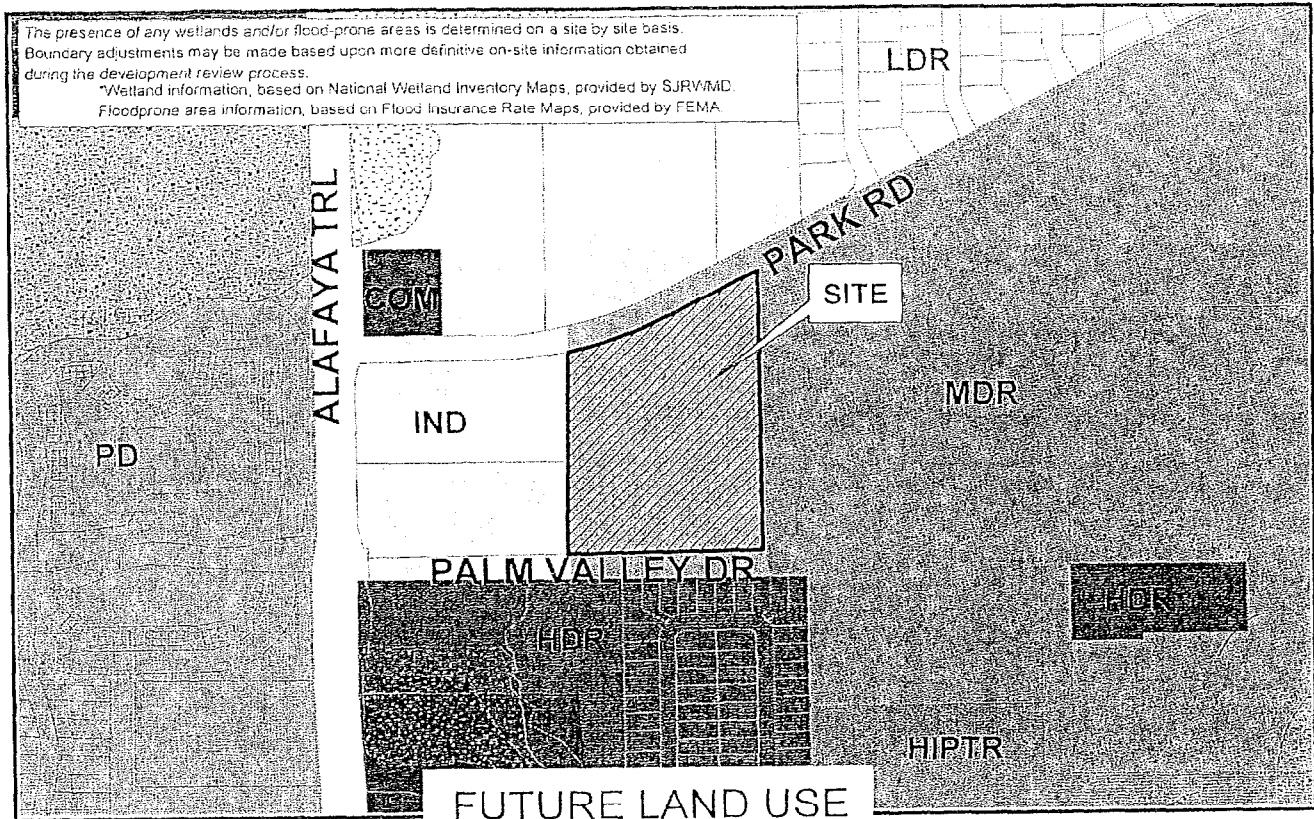 The presence of any wetlands and/or flood-prone areas is determined on a site by site basis.
Boundary adjustments may be made based upon more definitive on-site information obtained
during the development review process.
*Wetland information, based on National Wetland Inventory Maps, provided by SJRWMD.
Floodprone area information, based on Flood Insurance Rate Maps, provided by FEMA.
LDR
ALAFAYA TRL
PARK RD
COM
SITE
IND
MDR
PD
PALM VALLEY DR
HDR
HDR
HIPTR
FUTURE LAND USE